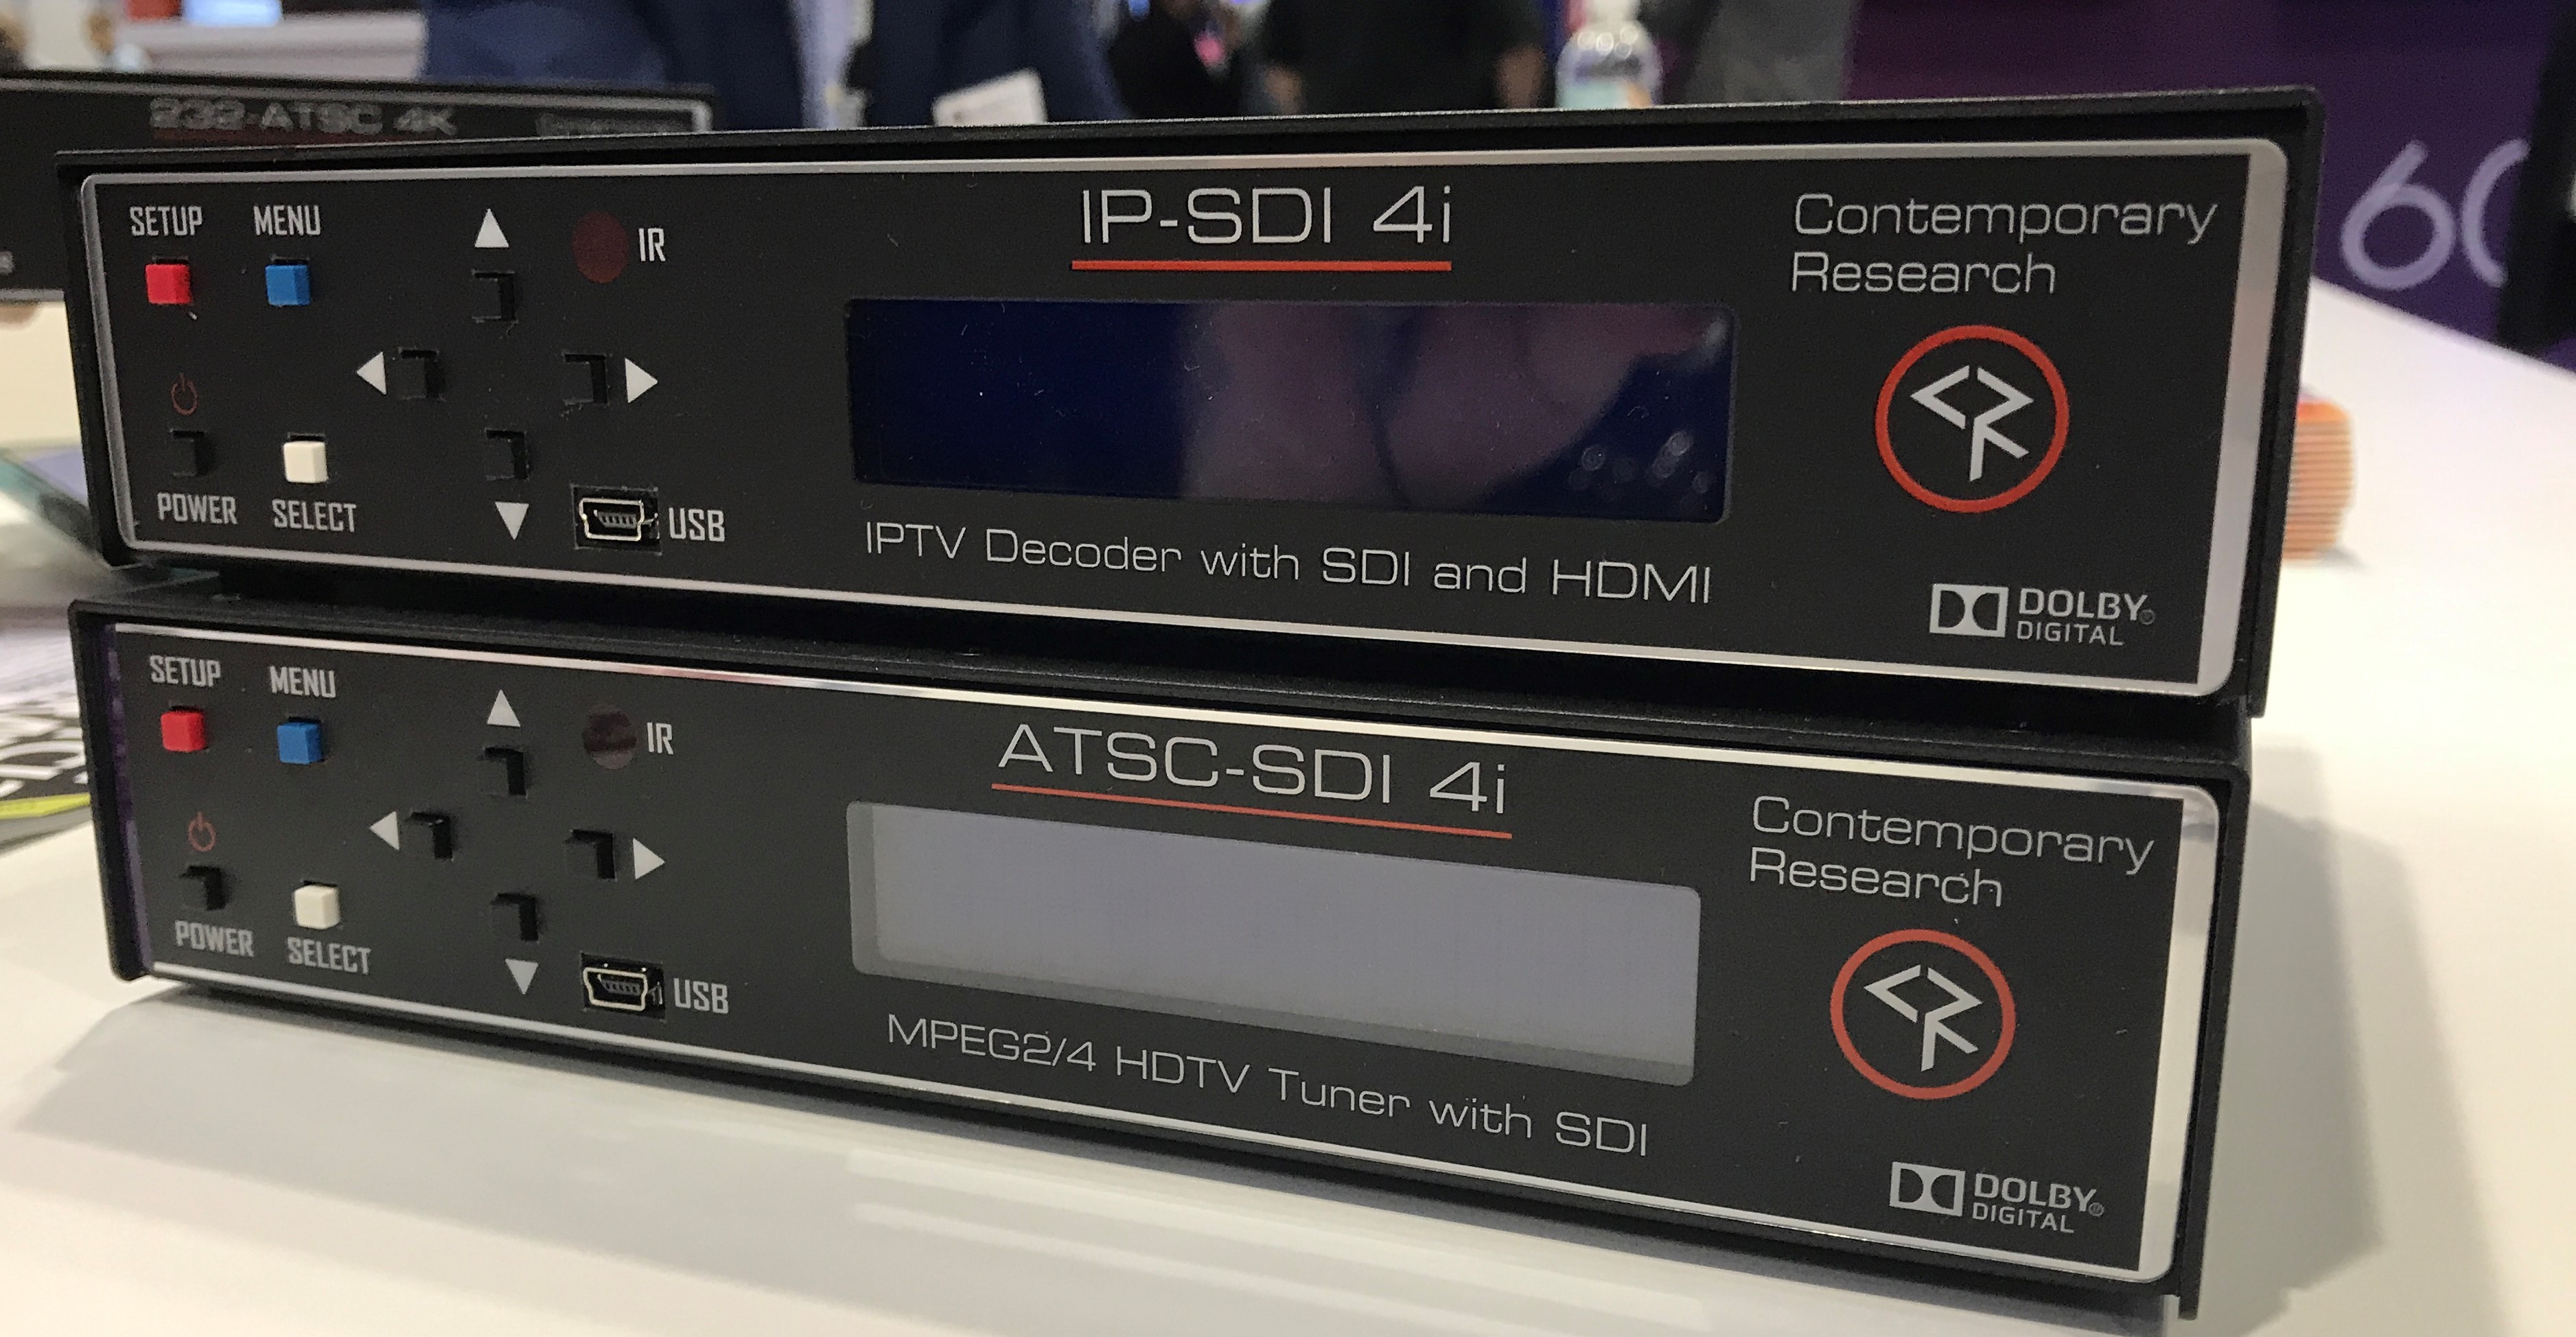 232-ATSC 4K
SETUP MENU
IR
IP-SDI 4i
Contemporary
Research
POWER SELECT
USB
IPTV Decoder with SDI and HDMI
DOLBY
DIGITAL
SETUP MENU
IR
ATSC-SDI 4i
Contemporary
Research
POWER SELECT
USB
MPEG2/4 HDTV Tuner with SDI
DOLBY®
DIGITAL
60